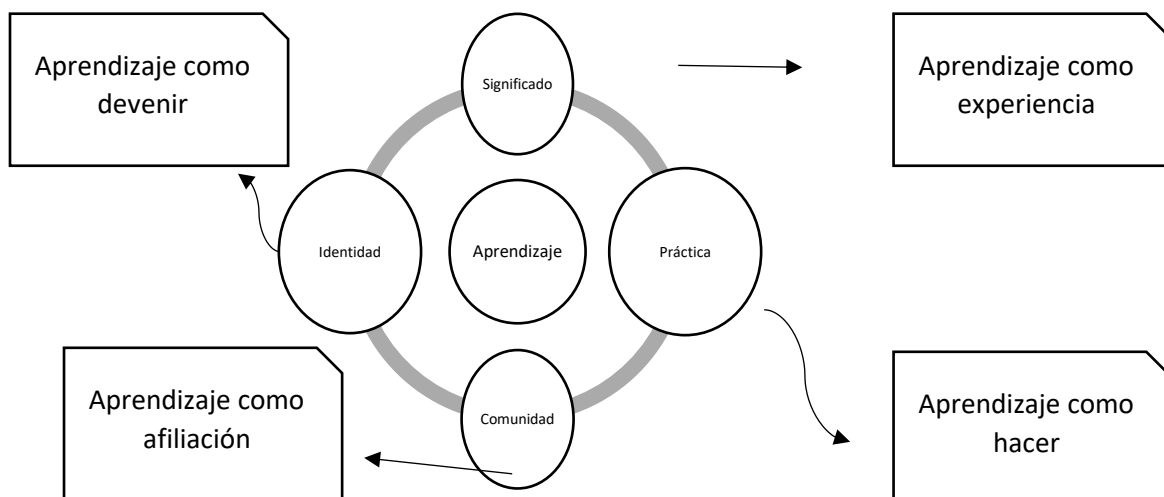 Aprendizaje como
devenir
Significado
Aprendizaje como
experiencia
Identidad
Aprendizaje
Práctica
Aprendizaje como
afiliación
Comunidad
Aprendizaje como
hacer